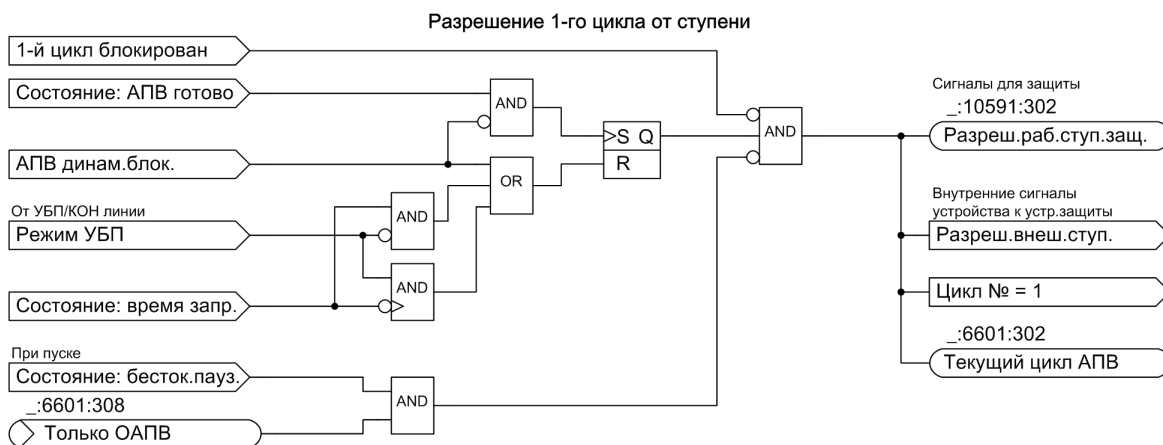 Разрешение 1-го цикла от ступени
1-й цикл блокирован
Состояние: АПВ готово
AND
АПВ динам.блок.
OR
S Q
R
AND
Сигналы для защиты
_:10591:302
Разреш.раб.ступ.защ.
От УБП/КОН линии
Режим УБП
AND
Внутренние сигналы
устройства к устр.защиты
Разреш.внеш.ступ.
AND
Состояние: время запр.
Цикл № = 1
_:6601:302
Текущий цикл АПВ
При пуске
Состояние: бесток.пауз.
AND
_:6601:308
Только ОАПВ